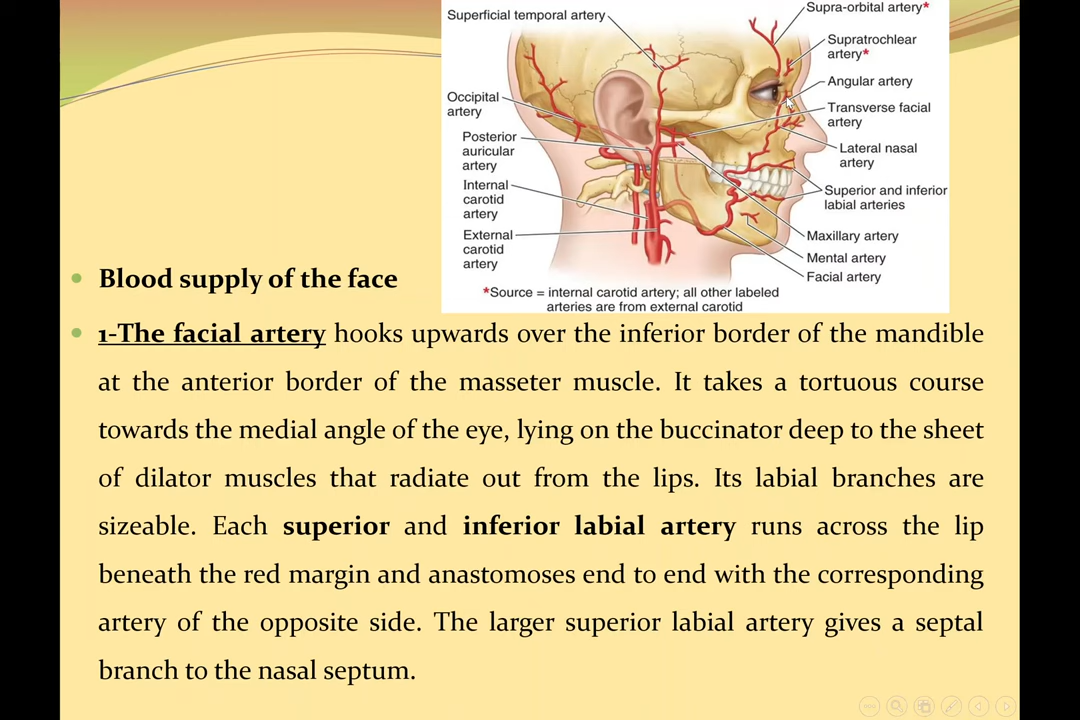 Superficial temporal artery
Supra-orbital artery*
Supratrochlear
artery*
Angular artery
Occipital
artery
Transverse facial
artery
Posterior
auricular
artery
Lateral nasal
artery
Internal
carotid
artery
Superior and inferior
labial arteries
External
carotid
artery
Maxillary artery
Mental artery
Facial artery
*Source = internal carotid artery; all other labeled
arteries are from external carotid
• Blood supply of the face
• 1-The facial artery hooks upwards over the inferior border of the mandible
at the anterior border of the masseter muscle. It takes a tortuous course
towards the medial angle of the eye, lying on the buccinator deep to the sheet
of dilator muscles that radiate out from the lips. Its labial branches are
sizeable. Each superior and inferior labial artery runs across the lip
beneath the red margin and anastomoses end to end with the corresponding
artery of the opposite side. The larger superior labial artery gives a septal
branch to the nasal septum.